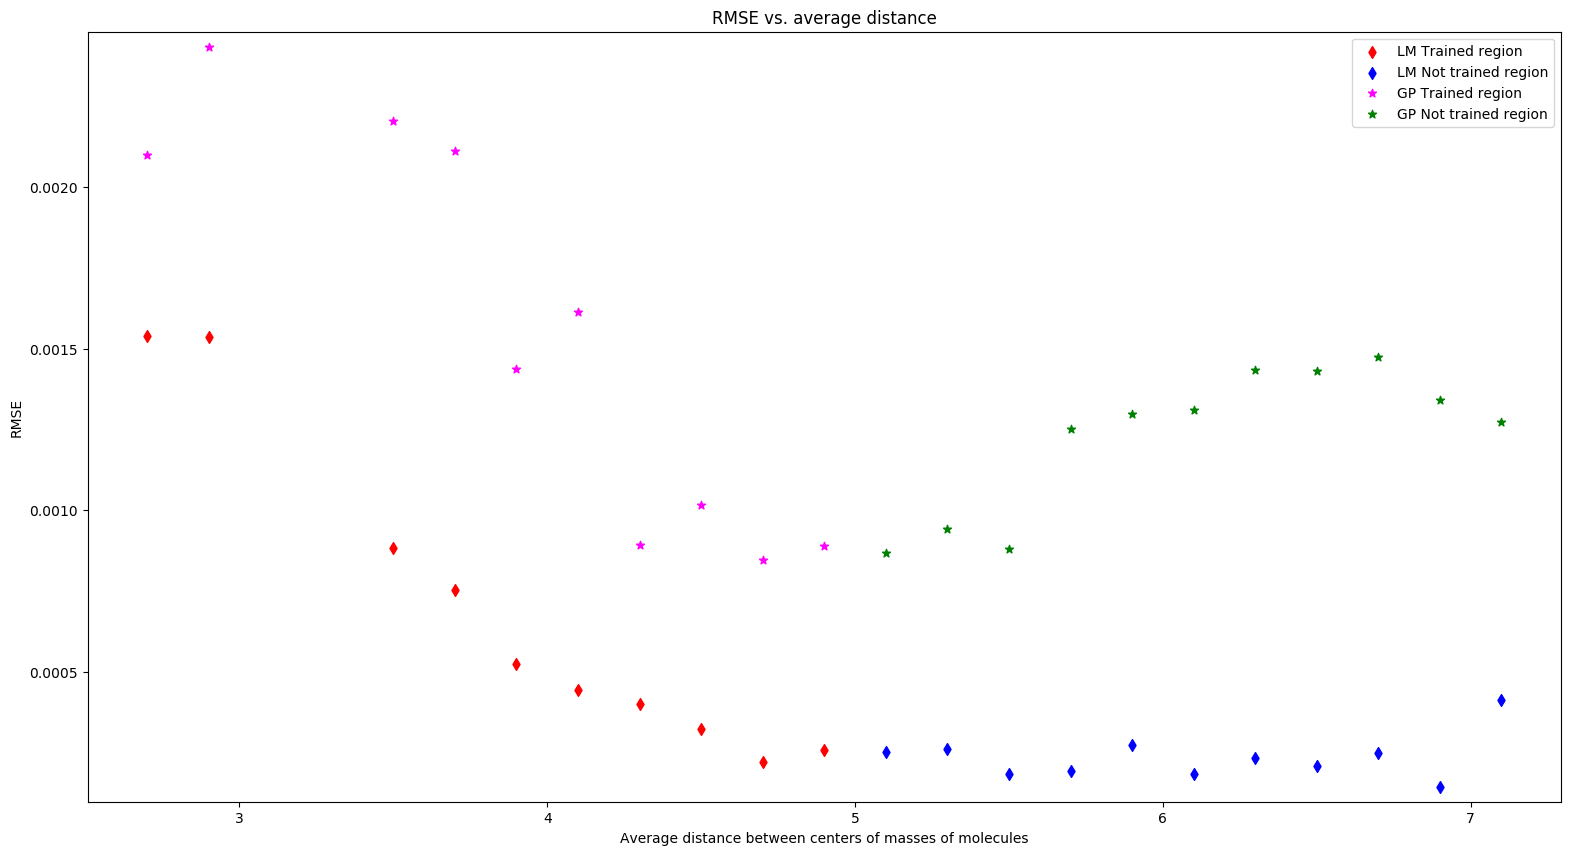 RMSE vs. average distance
LM Trained region
LM Not trained region
GP Trained region
GP Not trained region
0.0020
0.0015
0.0010
0.0005
RMSE
3 4 5 6 7
Average distance between centers of masses of molecules